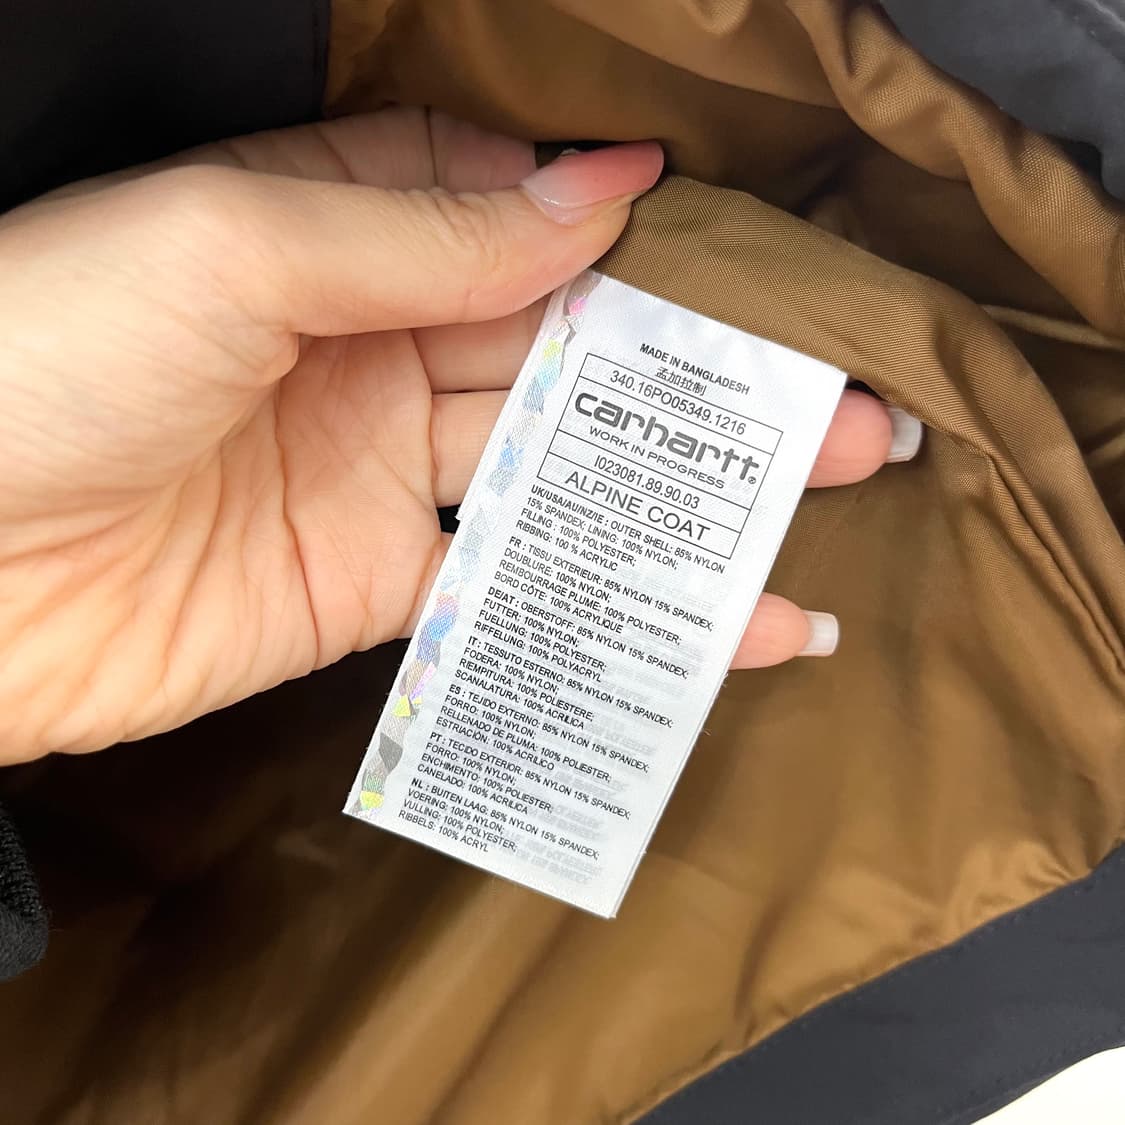 MADE IN BANGLADESH
孟加拉制
340.16PO05349.1216
carhartt®
WORK IN PROGRESS
I023081.89.90.03
ALPINE COAT
UK/USA/AU/NZ/IE : OUTER SHELL: 85% NYLON
15% SPANDEX; LINING: 100% NYLON;
FILLING : 100% POLYESTER;
RIBBING: 100 % ACRYLIC
FR : TISSU EXTERIEUR: 85% NYLON 15% SPANDEX;
DOUBLURE: 100% NYLON;
REMBOURRAGE PLUME: 100% POLYESTER;
BORD CÔTE: 100% ACRYLIQUE
DE/AT : OBERSTOFF: 85% NYLON 15% SPANDEX;
FUTTER: 100% NYLON;
FUELLUNG: 100% POLYESTER;
RIFFELUNG: 100% POLYACRYL
IT : TESSUTO ESTERNO: 85% NYLON 15% SPANDEX;
FODERA: 100% NYLON;
RIEMPITURA: 100% POLIESTERE;
SCANALATURA: 100% ACRILICA
ES : TEJIDO EXTERNO: 85% NYLON 15% SPANDEX;
FORRO: 100% NYLON;
RELLENADO DE PLUMA: 100% POLIESTER;
ESTRIACIÓN: 100% ACRILICO
PT : TECIDO EXTERIOR: 85% NYLON 15% SPANDEX;
FORRO: 100% NYLON;
ENCHIMENTO: 100% POLIESTER;
CANELADO: 100% ACRILICA
NL : BUITEN LAAG: 85% NYLON 15% SPANDEX;
VOERING: 100% NYLON;
VULLING: 100% POLYESTER;
RIBBELS: 100% ACRYL